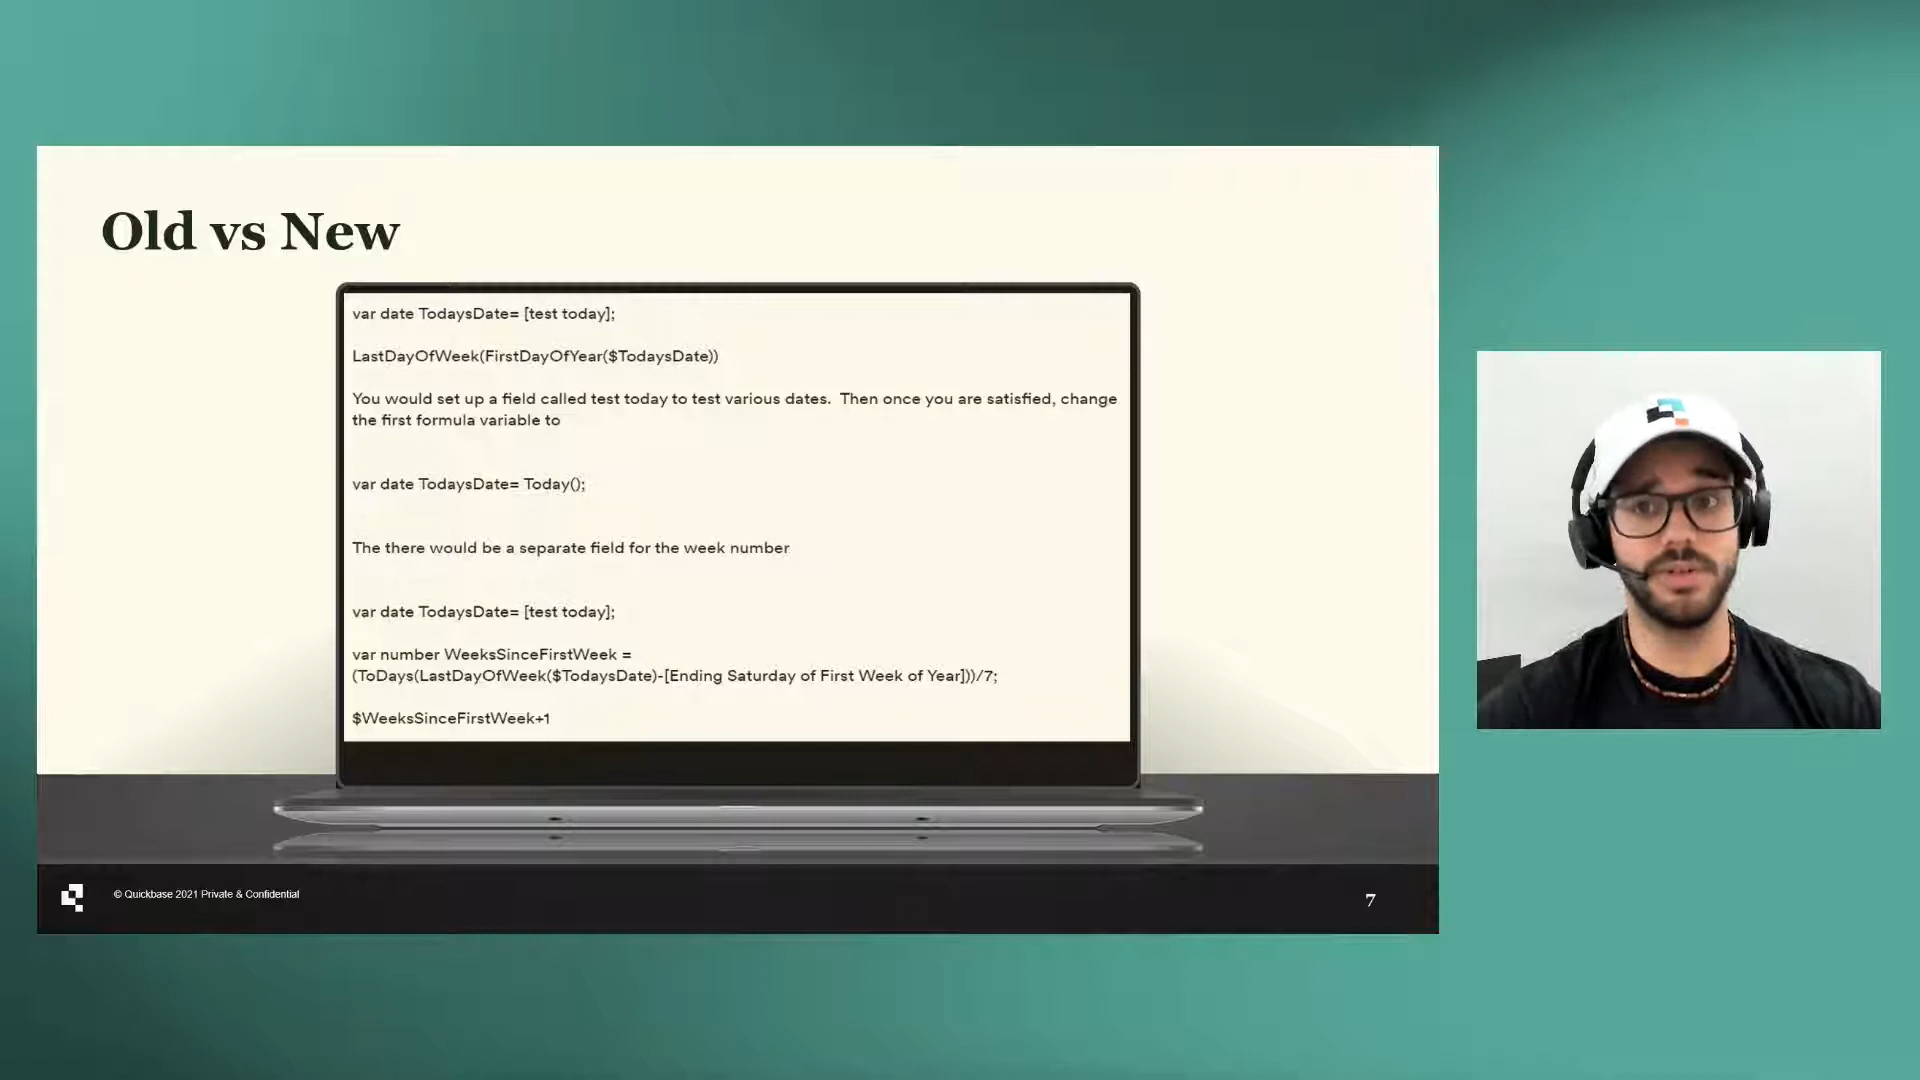 Old vs New
var date TodaysDate= [test today];
LastDayOfWeek(FirstDayOfYear($TodaysDate))
You would set up a field called test today to test various dates.  Then once you are satisfied, change
the first formula variable to
var date TodaysDate= Today();
The there would be a separate field for the week number
var date TodaysDate= [test today];
var number WeeksSinceFirstWeek =
(ToDays(LastDayOfWeek($TodaysDate)-[Ending Saturday of First Week of Year]))/7;
$WeeksSinceFirstWeek+1
© Quickbase 2021 Private & Confidential
7